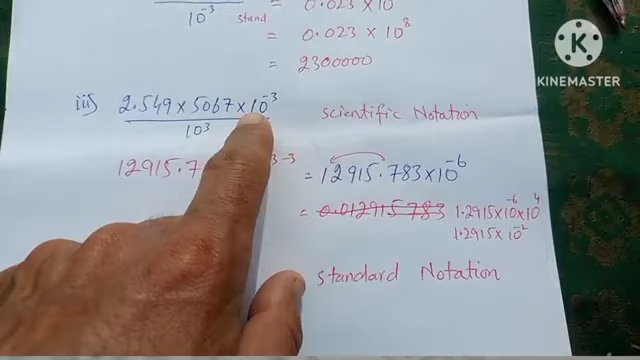 = 0.023 × 10
10⁻³
stand
= 0.023 × 10⁸
= 2300000
KINEMASTER
iii) 2.549 × 5067 × 10⁻³
10³
scientific Notation
12915.7 3-3
= 12915.783 × 10⁻⁶
= 0.012915783 1.2915 × 10⁻⁶ × 10⁴
1.2915 × 10⁻²
standard Notation